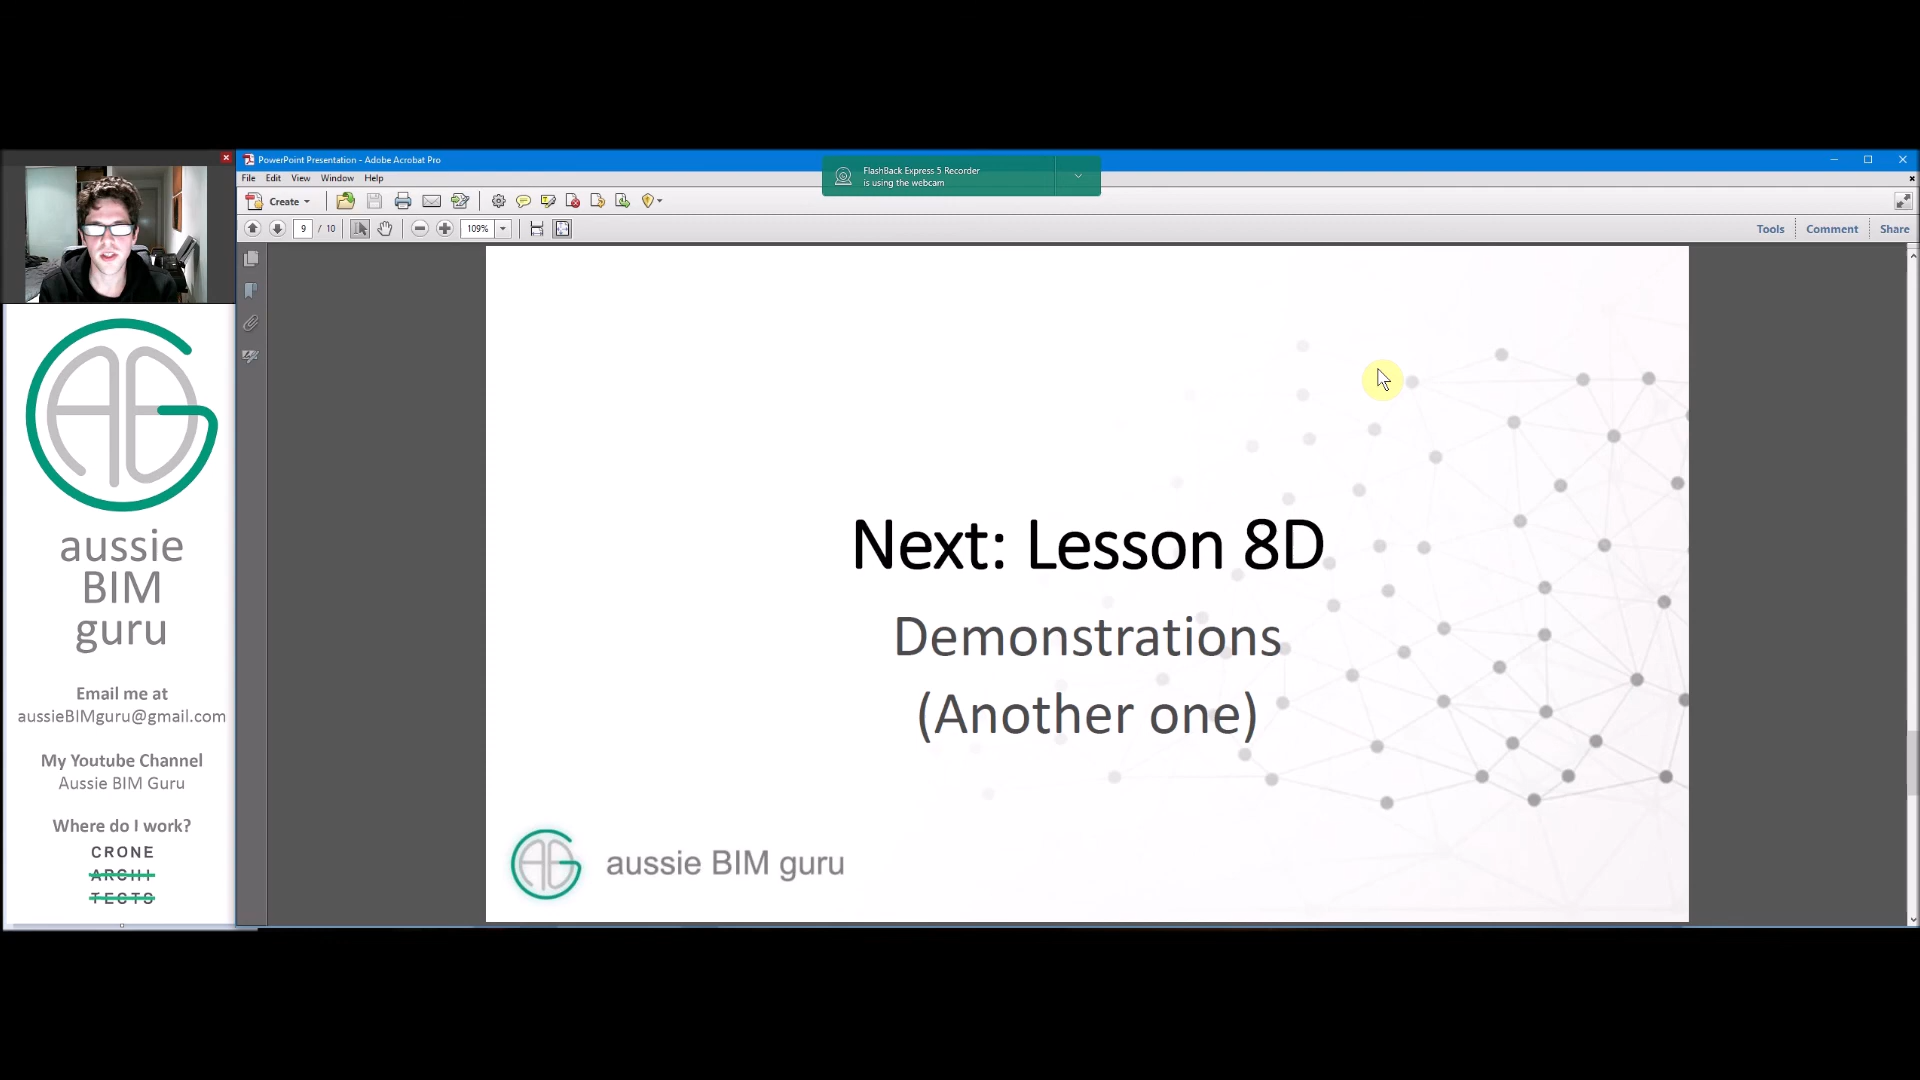 PowerPoint Presentation - Adobe Acrobat Pro
FlashBack Express 5 Recorder
is using the webcam
File Edit View Window Help
Create
9 / 10 109%
Tools Comment Share
Next: Lesson 8D
Demonstrations
(Another one)
aussie BIM guru
aussie
BIM
guru
Email me at
aussieBIMguru@gmail.com
My Youtube Channel
Aussie BIM Guru
Where do I work?
CRONE
ARCHI
TECTS